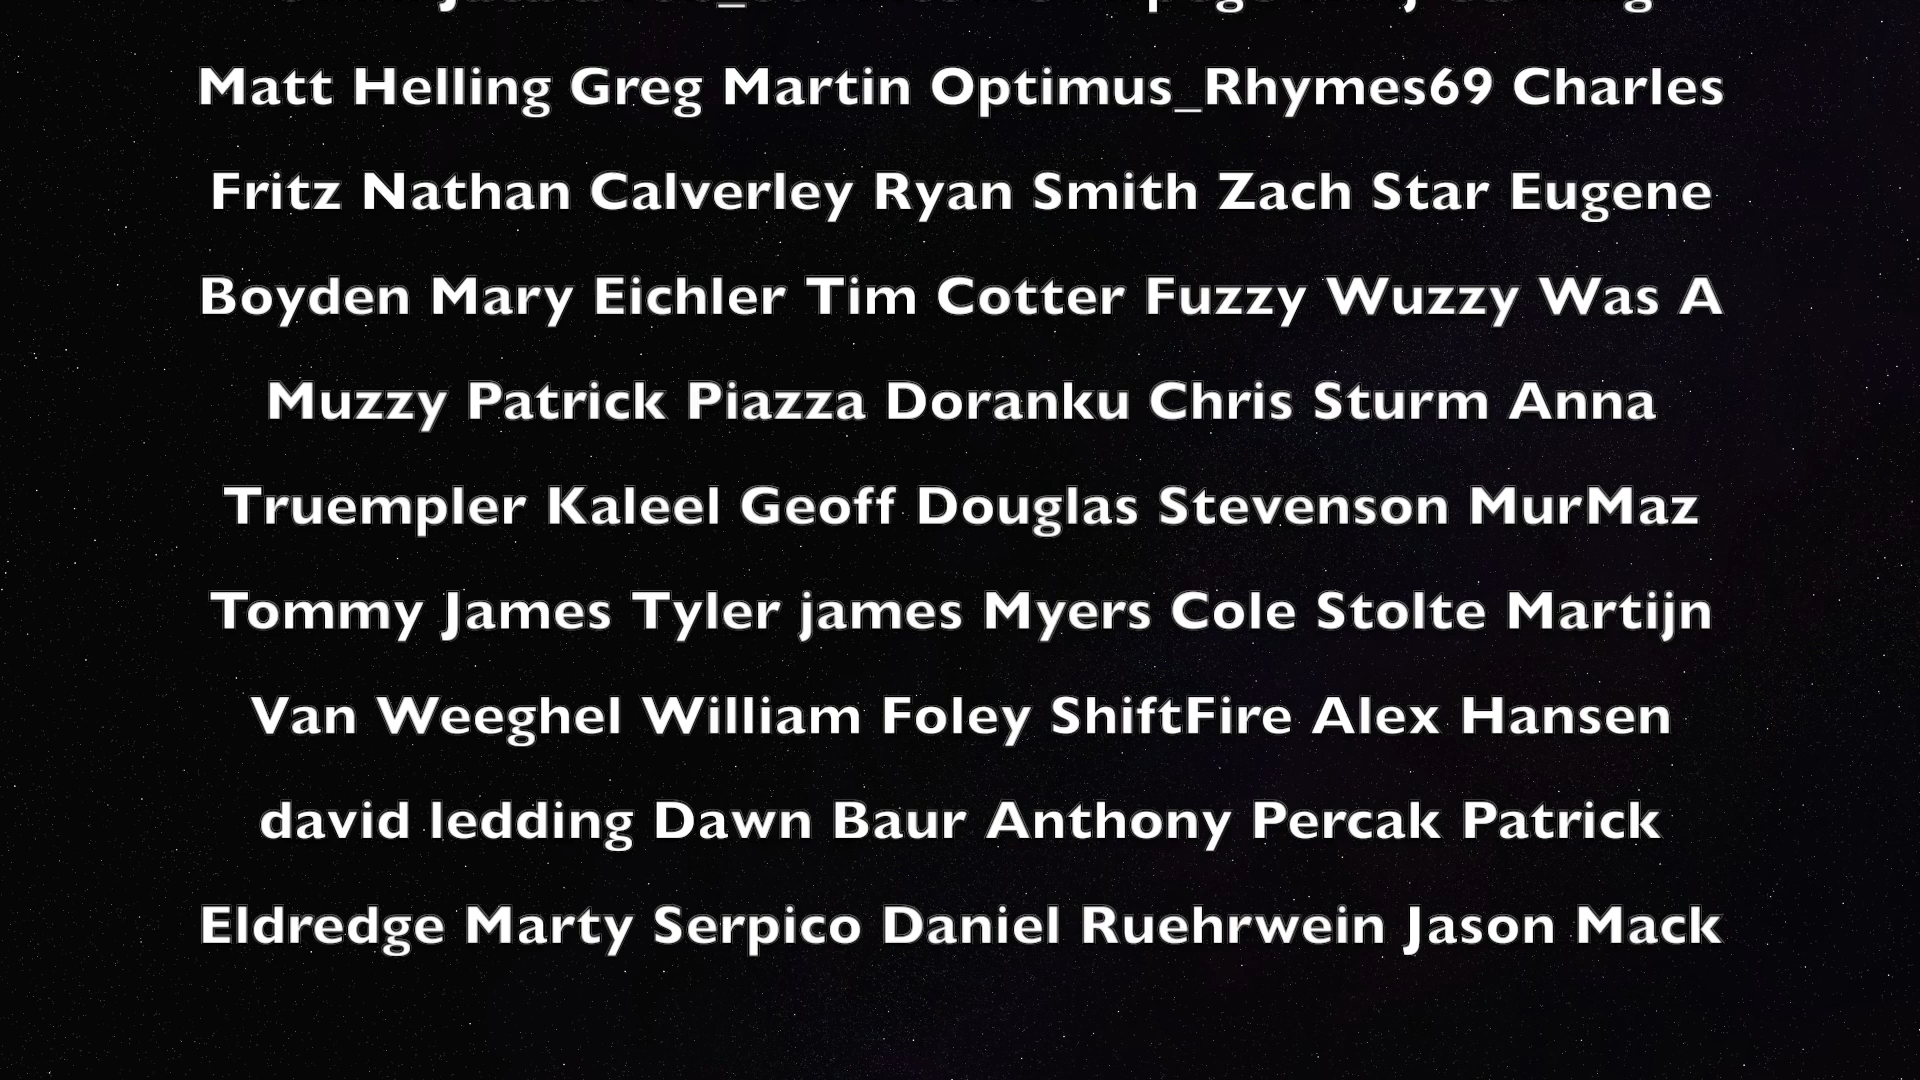 Matt Helling Greg Martin Optimus_Rhymes69 Charles
Fritz Nathan Calverley Ryan Smith Zach Star Eugene
Boyden Mary Eichler Tim Cotter Fuzzy Wuzzy Was A
Muzzy Patrick Piazza Doranku Chris Sturm Anna
Truempler Kaleel Geoff Douglas Stevenson MurMaz
Tommy James Tyler james Myers Cole Stolte Martijn
Van Weeghel William Foley ShiftFire Alex Hansen
david ledding Dawn Baur Anthony Percak Patrick
Eldredge Marty Serpico Daniel Ruehrwein Jason Mack